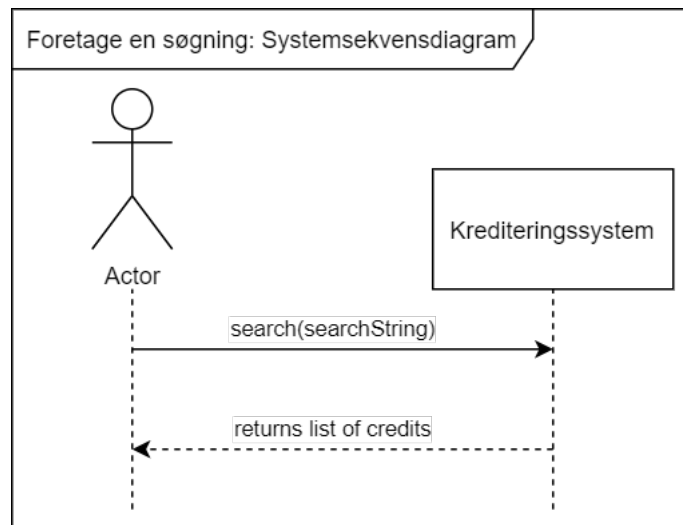 Foretage en søgning: Systemsekvensdiagram
Krediteringssystem
Actor
search(searchString)
returns list of credits